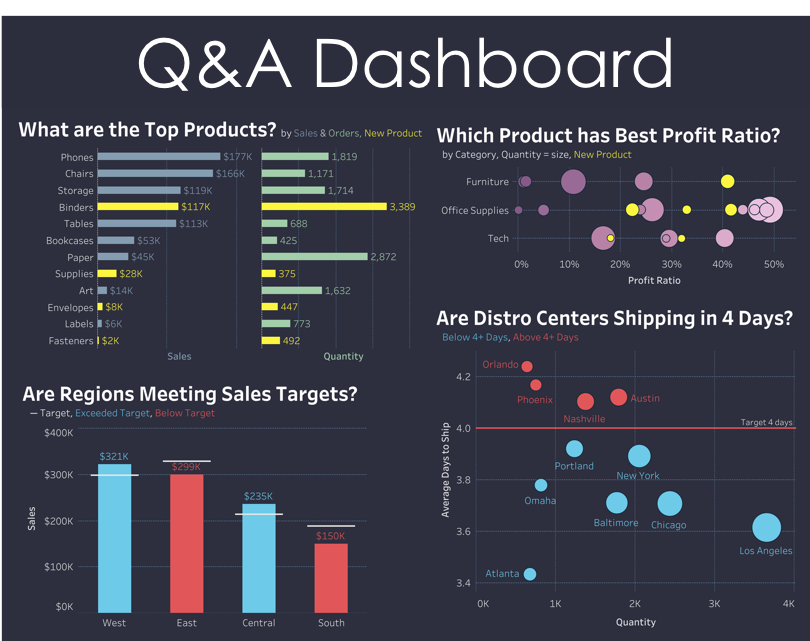 Q&A Dashboard
What are the Top Products? by Sales & Orders, New Product
Phones $177K 1,819
Chairs $166K 1,171
Storage $119K 1,714
Binders $117K 3,389
Tables $113K 688
Bookcases $53K 425
Paper $45K 2,872
Supplies $28K 375
Art $14K 1,632
Envelopes $8K 447
Labels $6K 773
Fasteners $2K 492
Sales Quantity
Which Product has Best Profit Ratio?
by Category, Quantity = size, New Product
Furniture
Office Supplies
Tech
0% 10% 20% 30% 40% 50%
Profit Ratio
Are Regions Meeting Sales Targets?
— Target, Exceeded Target, Below Target
$400K
$321K
$299K
$300K
$235K
$200K
$150K
$100K
$0K
Sales
West East Central South
Are Distro Centers Shipping in 4 Days?
Below 4+ Days, Above 4+ Days
Orlando
4.2
Phoenix
Austin
Nashville
Target 4 days
4.0
Portland
New York
3.8
Omaha
Baltimore
Chicago
3.6
Los Angeles
Atlanta
3.4
Average Days to Ship
0K 1K 2K 3K 4K
Quantity